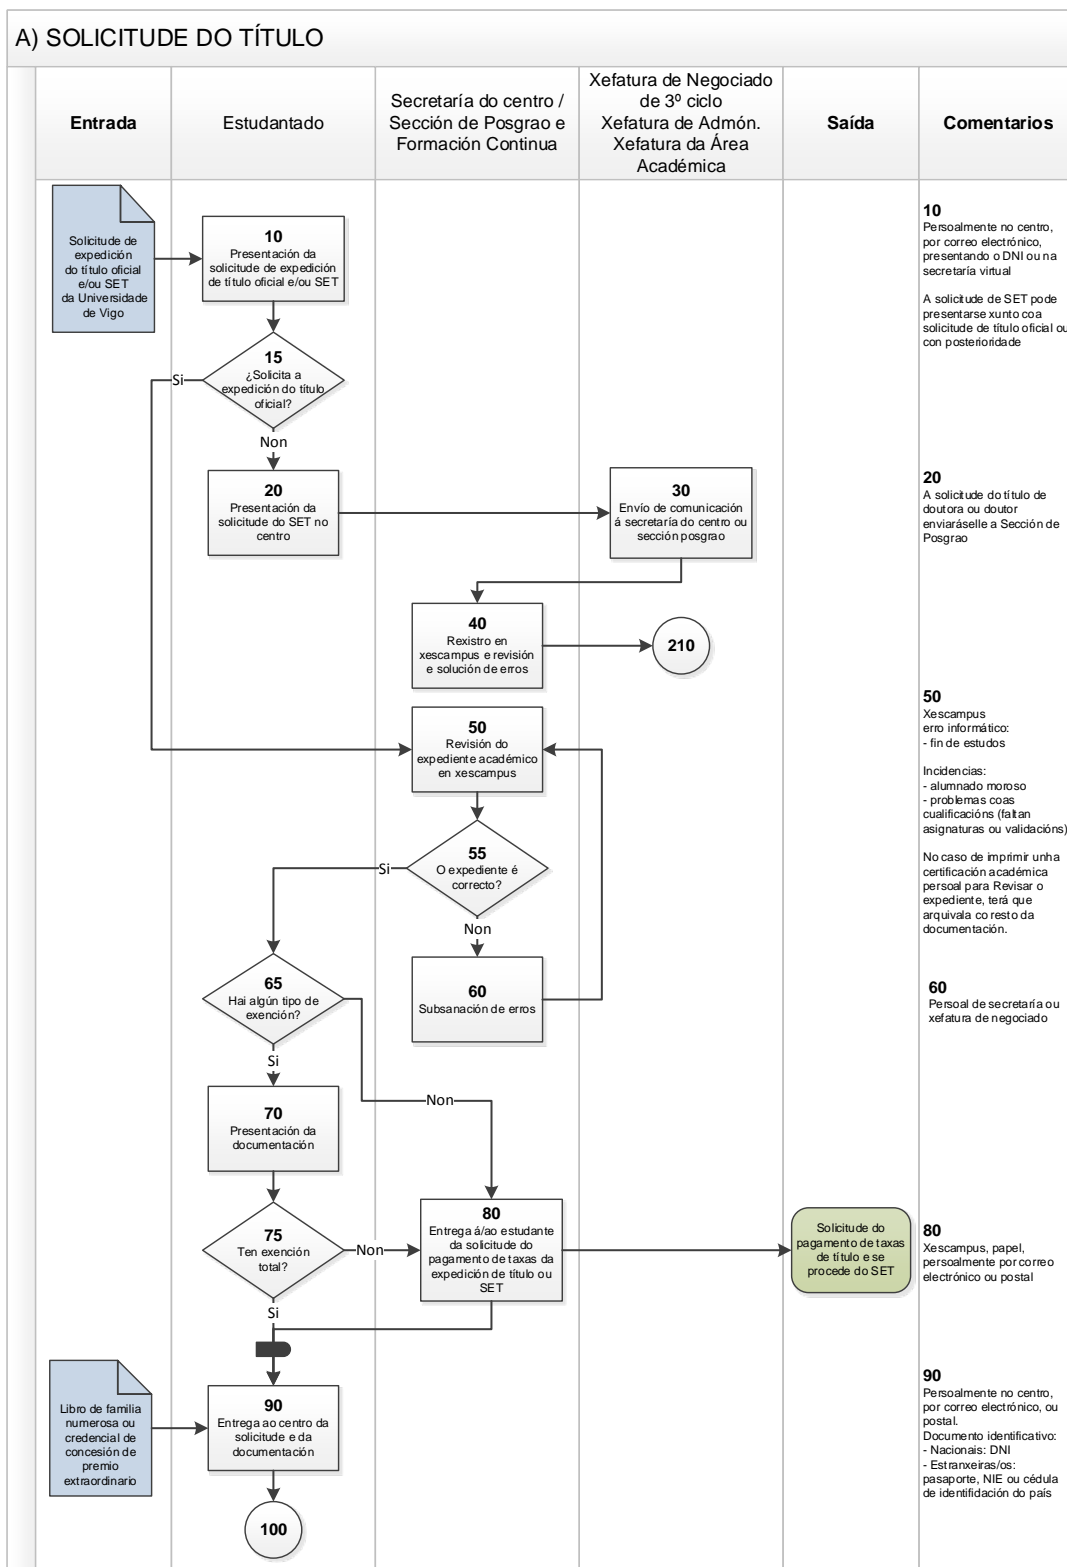 A) SOLICITUDE DO TÍTULO
Entrada
Estudantado
Secretaría do centro /
Sección de Posgrao e
Formación Continua
Xefatura de Negociado
de 3º ciclo
Xefatura de Admón.
Xefatura da Área
Académica
Saída
Comentarios
Solicitude de
expedición
do título oficial
e/ou SET
da Universidade
de Vigo
10
Presentación da
solicitude de expedición
de título oficial e/ou SET
10
Persoalmente no centro,
por correo electrónico,
presentando o DNI ou na
secretaría virtual
A solicitude de SET pode
presentarse xunto coa
solicitude de título oficial ou
con posterioridade
15
¿Solicita a
expedición do título
oficial?
Si
Non
20
Presentación da
solicitude do SET no
centro
30
Envío de comunicación
á secretaría do centro ou
sección posgrao
20
A solicitude do título de
doutora ou doutor
enviaráselle a Sección de
Posgrao
40
Rexistro en
xescampus e revisión
e solución de erros
210
50
Revisión do
expediente académico
en xescampus
50
Xescampus
erro informático:
- fin de estudos
Incidencias:
- alumnado moroso
- problemas coas
cualificacións (faltan
asignaturas ou validacións)
No caso de imprimir unha
certificación académica
persoal para Revisar o
expediente, terá que
arquivala co resto da
documentación.
55
O expediente é
correcto?
Si
Non
65
Hai algún tipo de
exención?
60
Subsanación de erros
60
Persoal de secretaría ou
xefatura de negociado
Si
Non
70
Presentación da
documentación
75
Ten exención
total?
Non
80
Entrega á/ao estudante
da solicitude do
pagamento de taxas da
expedición de título ou
SET
Solicitude do
pagamento de taxas
de título e se
procede do SET
80
Xescampus, papel,
persoalmente por correo
electrónico ou postal
Si
Libro de familia
numerosa ou
credencial de
concesión de
premio
extraordinario
90
Entrega ao centro da
solicitude e da
documentación
90
Persoalmente no centro,
por correo electrónico, ou
postal.
Documento identificativo:
- Nacionais: DNI
- Estranxeiras/os:
pasaporte, NIE ou cédula
de identifidación do país
100